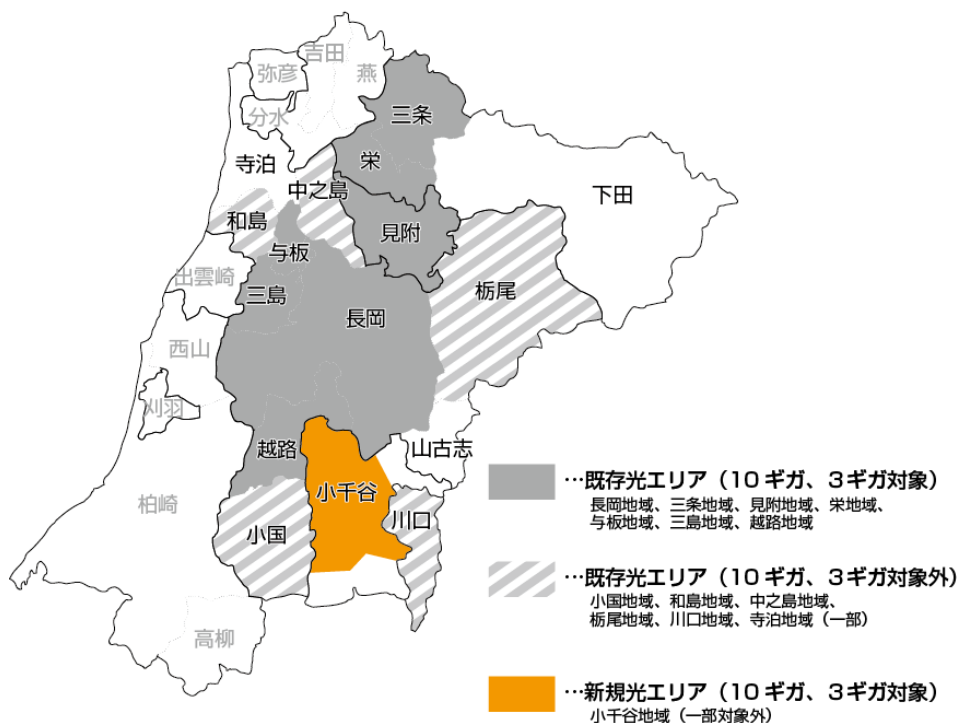 吉田
弥彦
燕
分水
三条
寺泊
栄
中之島
下田
和島
見附
与板
出雲崎
三島
栃尾
長岡
西山
刈羽
越路
山古志
小千谷
柏崎
川口
小国
高柳
…既存光エリア（10ギガ、3ギガ対象）
長岡地域、三条地域、見附地域、栄地域、
与板地域、三島地域、越路地域
…既存光エリア（10ギガ、3ギガ対象外）
小国地域、和島地域、中之島地域、
栃尾地域、川口地域、寺泊地域（一部）
…新規光エリア（10ギガ、3ギガ対象）
小千谷地域（一部対象外）